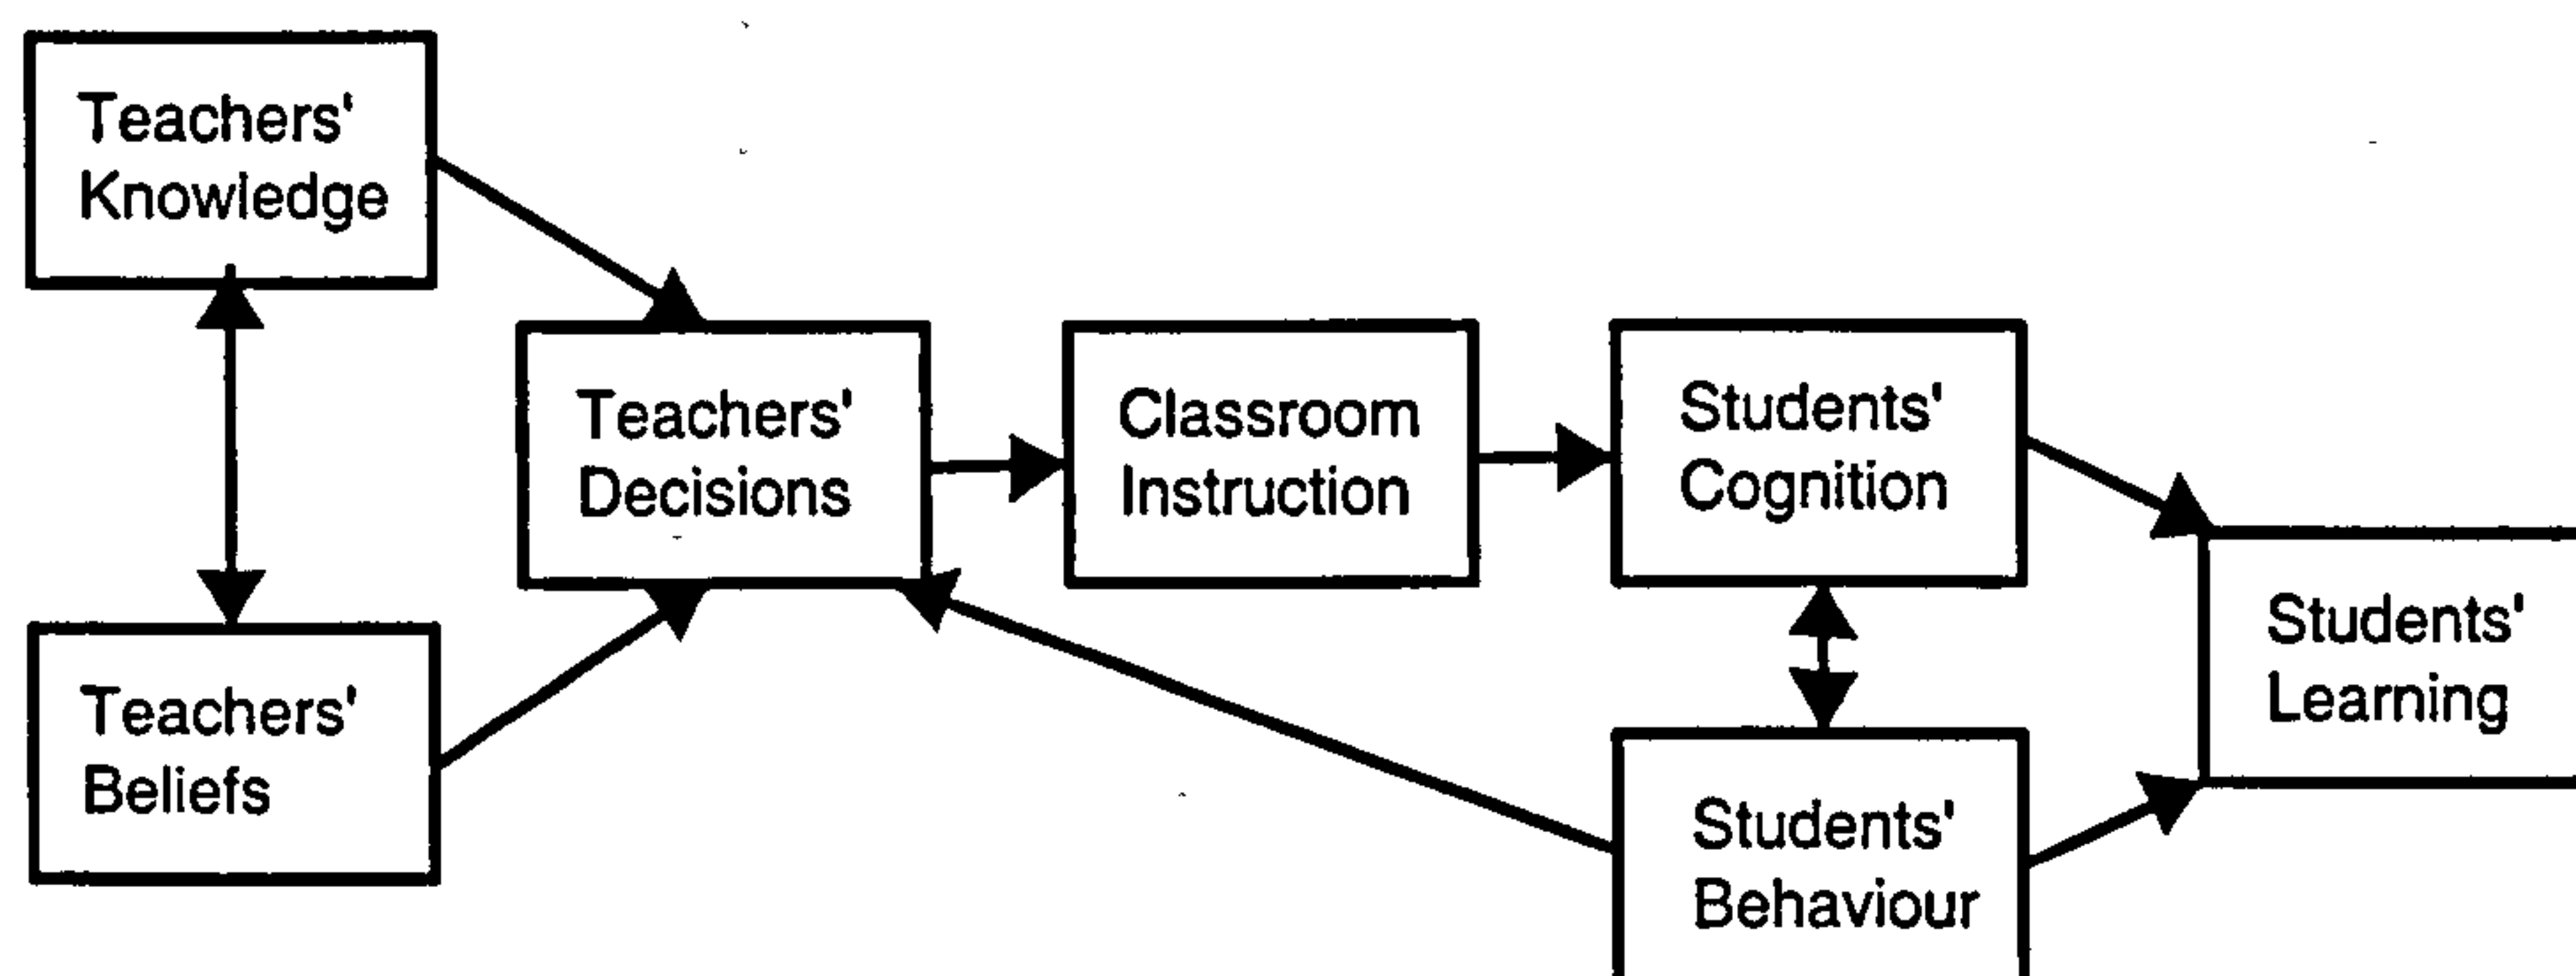 Teachers'
Knowledge
Teachers'
Decisions
Classroom
Instruction
Students'
Cognition
Students'
Learning
Teachers'
Beliefs
Students'
Behaviour